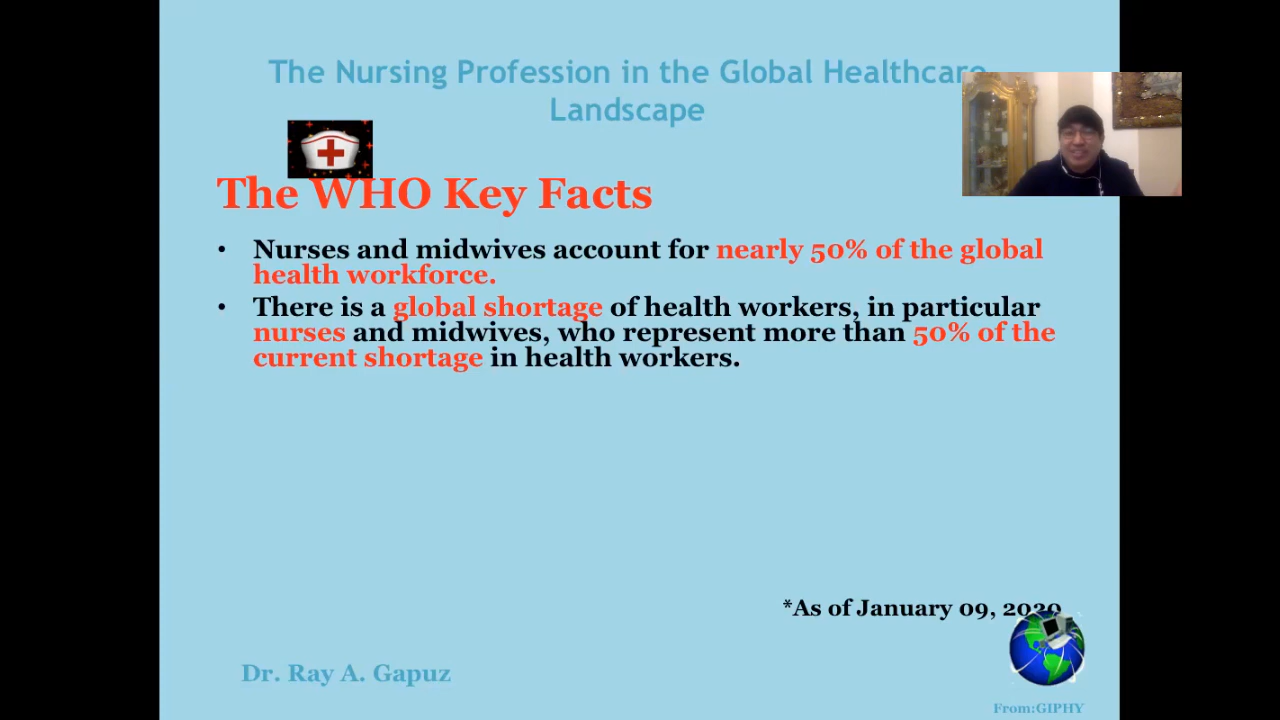 The Nursing Profession in the Global Healthcare
Landscape
The WHO Key Facts
• Nurses and midwives account for nearly 50% of the global
health workforce.
• There is a global shortage of health workers, in particular
nurses and midwives, who represent more than 50% of the
current shortage in health workers.
*As of January 09, 2020
Dr. Ray A. Gapuz
From:GIPHY